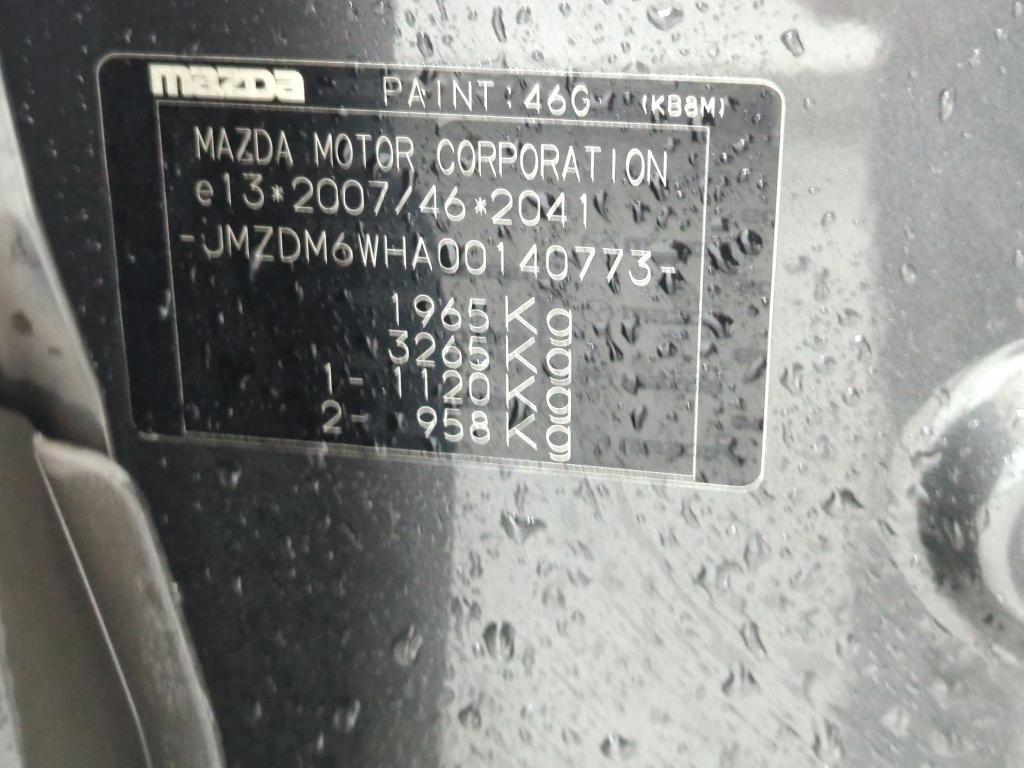 mazda PAINT:46G (KB8M)
MAZDA MOTOR CORPORATION
e13*2007/46*2041
-JMZDM6WHA00140773-
1965 Kg
3265 Kg
1- 1120 Kg
2- 958 Kg